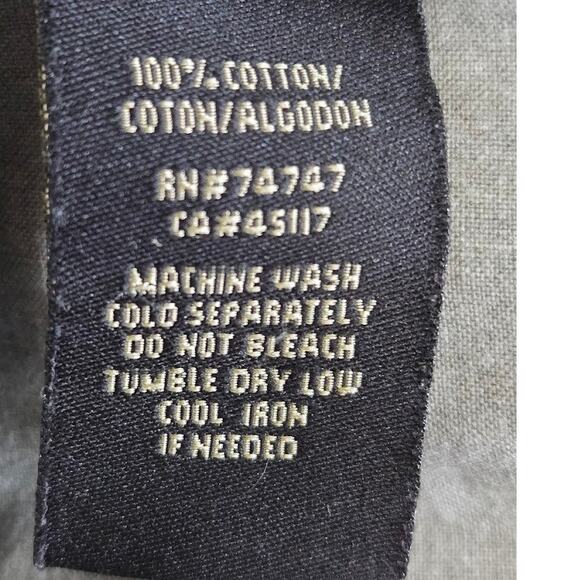 100% COTTON/
COTON/ALGODON
RN#74747
CA#45117
MACHINE WASH
COLD SEPARATELY
DO NOT BLEACH
TUMBLE DRY LOW
COOL IRON
IF NEEDED